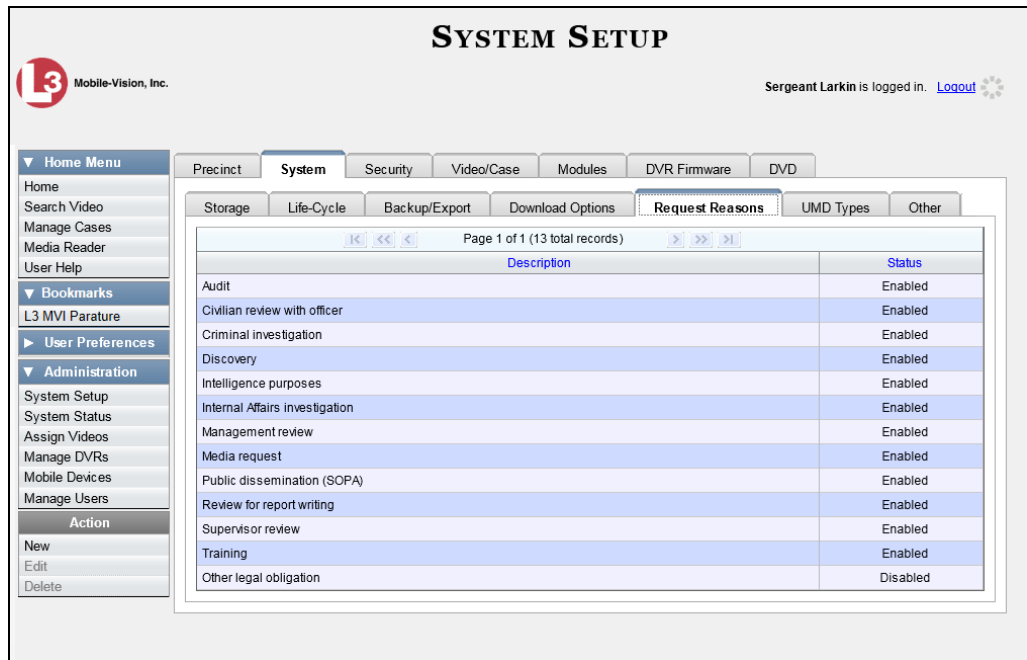 SYSTEM SETUP
L3 Mobile-Vision, Inc.
Sergeant Larkin is logged in. Logout
▼ Home Menu
Home
Search Video
Manage Cases
Media Reader
User Help
▼ Bookmarks
L3 MVI Parature
▶ User Preferences
▼ Administration
System Setup
System Status
Assign Videos
Manage DVRs
Mobile Devices
Manage Users
Action
New
Edit
Delete
Precinct System Security Video/Case Modules DVR Firmware DVD
Storage Life-Cycle Backup/Export Download Options Request Reasons UMD Types Other
|< << < Page 1 of 1 (13 total records) > >> >|
Description Status
Audit Enabled
Civilian review with officer Enabled
Criminal investigation Enabled
Discovery Enabled
Intelligence purposes Enabled
Internal Affairs investigation Enabled
Management review Enabled
Media request Enabled
Public dissemination (SOPA) Enabled
Review for report writing Enabled
Supervisor review Enabled
Training Enabled
Other legal obligation Disabled